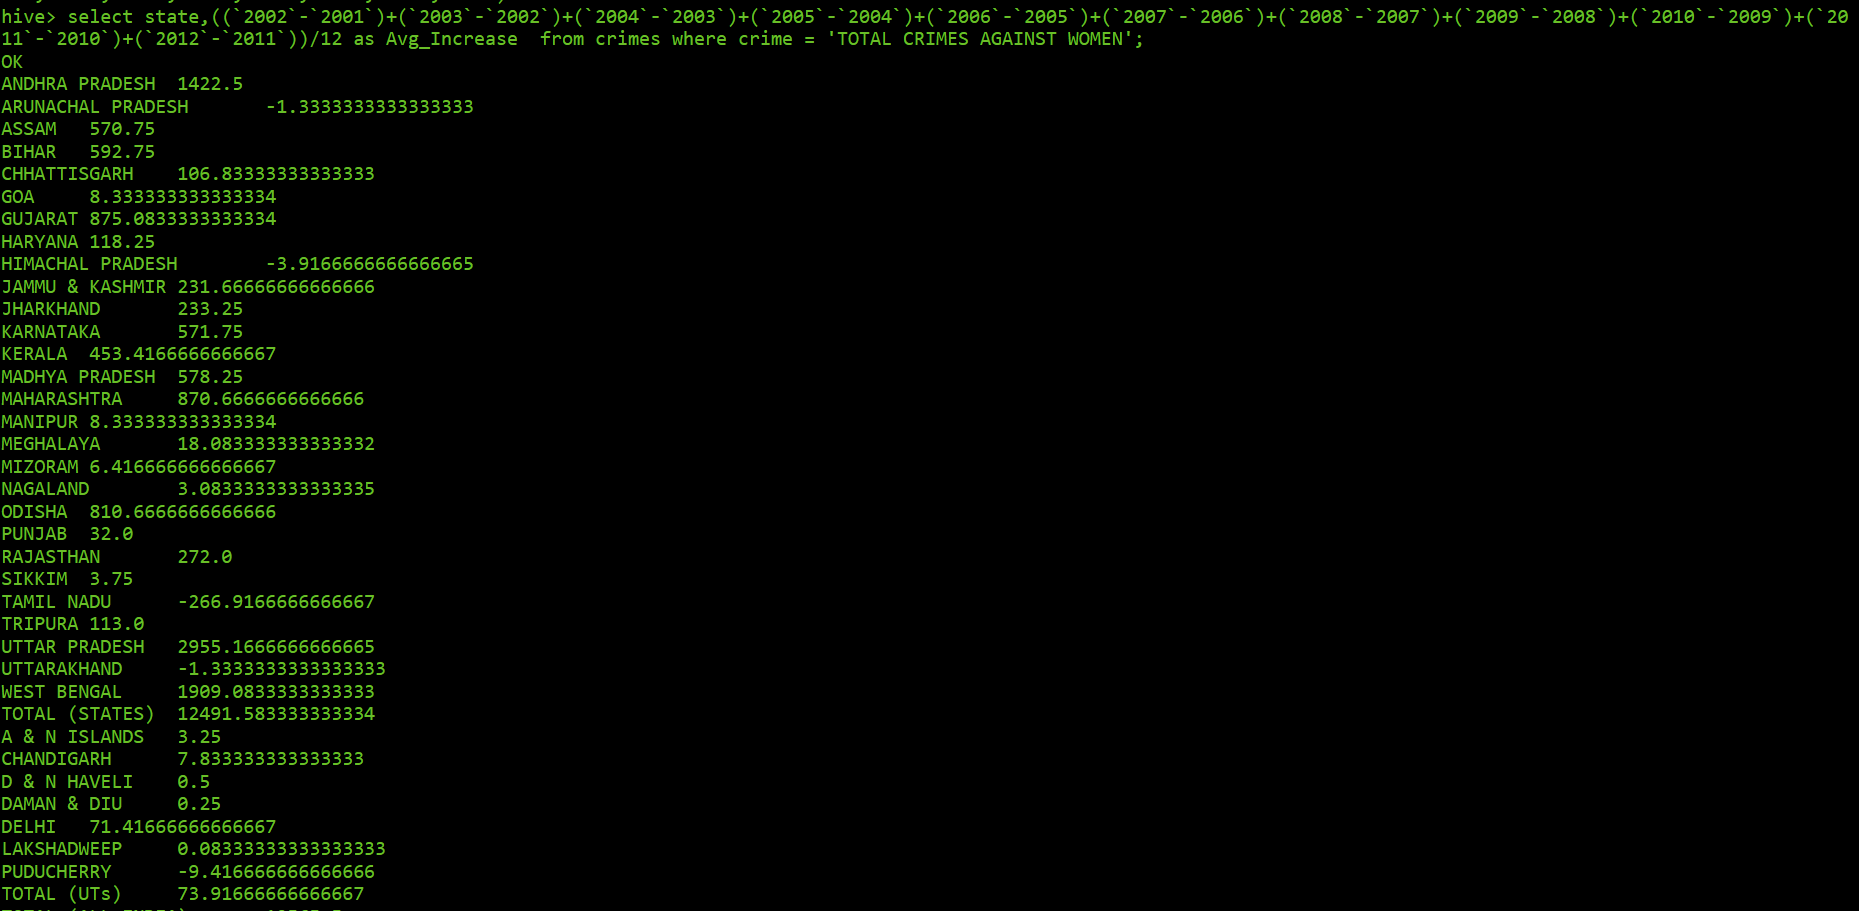 hive> select state,((`2002`-`2001`)+(`2003`-`2002`)+(`2004`-`2003`)+(`2005`-`2004`)+(`2006`-`2005`)+(`2007`-`2006`)+(`2008`-`2007`)+(`2009`-`2008`)+(`2010`-`2009`)+(`20
11`-`2010`)+(`2012`-`2011`))/12 as Avg_Increase  from crimes where crime = 'TOTAL CRIMES AGAINST WOMEN';
OK
ANDHRA PRADESH  1422.5
ARUNACHAL PRADESH       -1.3333333333333333
ASSAM   570.75
BIHAR   592.75
CHHATTISGARH    106.83333333333333
GOA     8.333333333333334
GUJARAT 875.0833333333334
HARYANA 118.25
HIMACHAL PRADESH        -3.9166666666666665
JAMMU & KASHMIR 231.66666666666666
JHARKHAND       233.25
KARNATAKA       571.75
KERALA  453.4166666666667
MADHYA PRADESH  578.25
MAHARASHTRA     870.6666666666666
MANIPUR 8.333333333333334
MEGHALAYA       18.083333333333332
MIZORAM 6.416666666666667
NAGALAND        3.0833333333333335
ODISHA  810.6666666666666
PUNJAB  32.0
RAJASTHAN       272.0
SIKKIM  3.75
TAMIL NADU      -266.9166666666667
TRIPURA 113.0
UTTAR PRADESH   2955.1666666666665
UTTARAKHAND     -1.3333333333333333
WEST BENGAL     1909.0833333333333
TOTAL (STATES)  12491.583333333334
A & N ISLANDS   3.25
CHANDIGARH      7.833333333333333
D & N HAVELI    0.5
DAMAN & DIU     0.25
DELHI   71.41666666666667
LAKSHADWEEP     0.08333333333333333
PUDUCHERRY      -9.416666666666666
TOTAL (UTs)     73.91666666666667